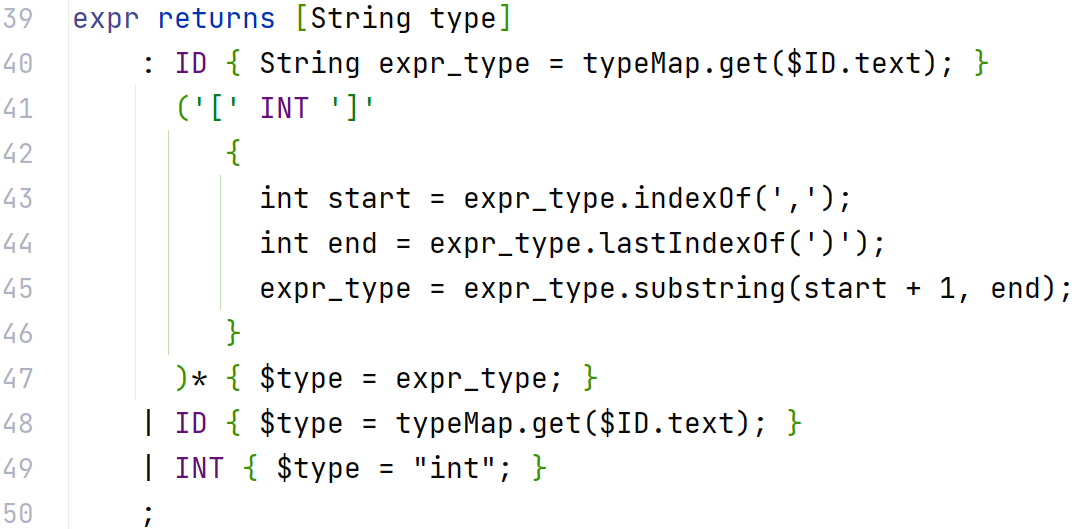 39 expr returns [String type]
40 : ID { String expr_type = typeMap.get($ID.text); }
41 ('[' INT ']'
42 {
43 int start = expr_type.indexOf(',');
44 int end = expr_type.lastIndexOf(')');
45 expr_type = expr_type.substring(start + 1, end);
46 }
47 )* { $type = expr_type; }
48 | ID { $type = typeMap.get($ID.text); }
49 | INT { $type = "int"; }
50 ;